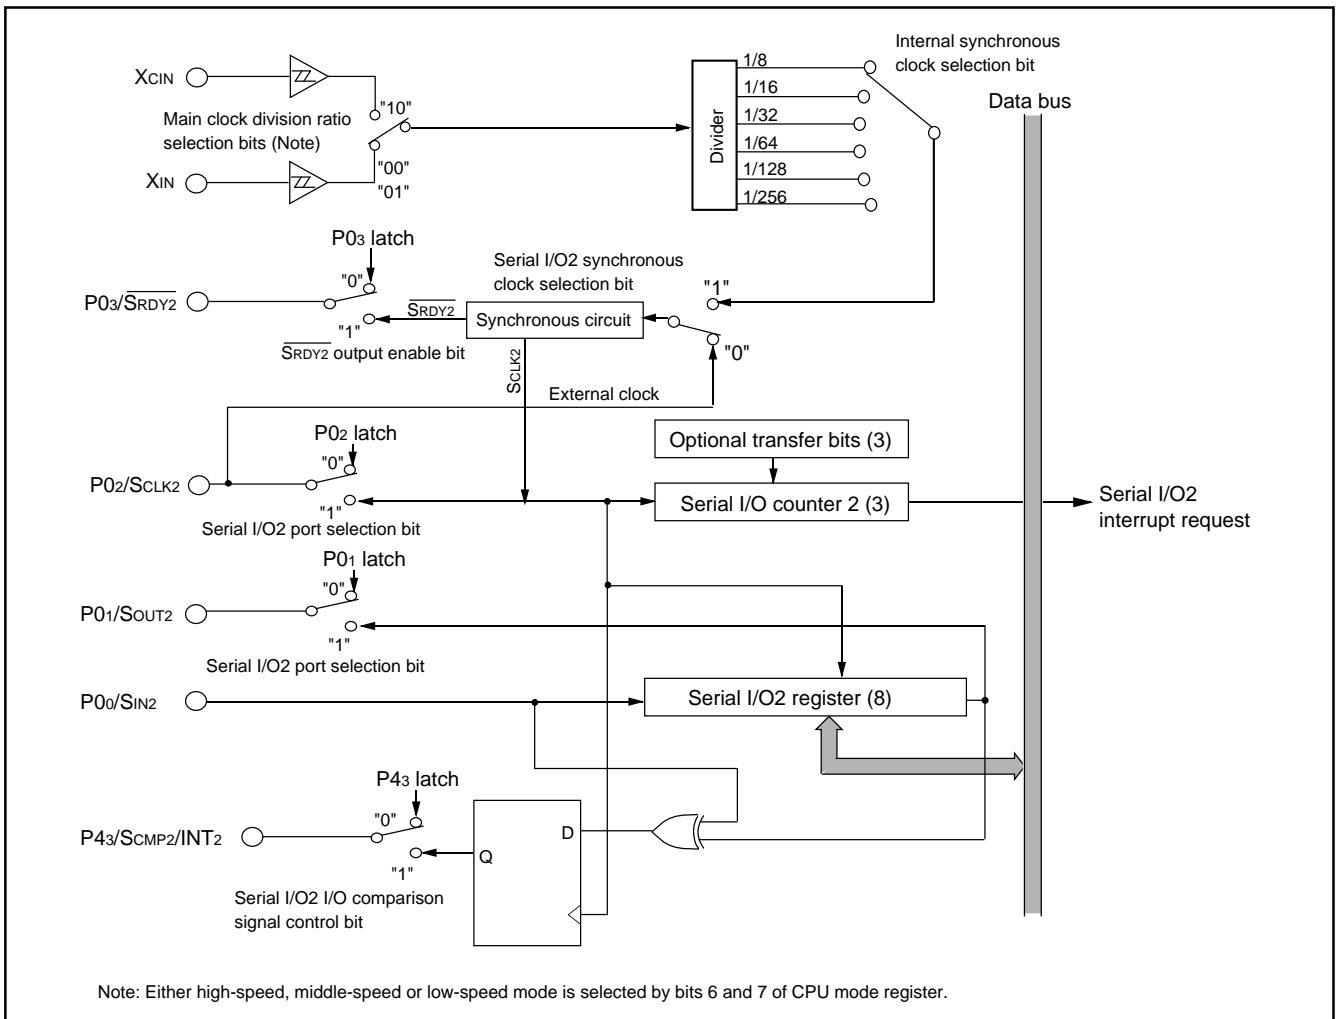 Internal synchronous
clock selection bit
XCIN
Main clock division ratio
selection bits (Note)
"10"
"00"
"01"
XIN
Divider
1/8
1/16
1/32
1/64
1/128
1/256
Data bus
P03 latch
"0"
P03/SRDY2
"1"
SRDY2 output enable bit
SRDY2
Serial I/O2 synchronous
clock selection bit
Synchronous circuit
"1"
"0"
SCLK2
External clock
P02 latch
"0"
P02/SCLK2
"1"
Serial I/O2 port selection bit
Optional transfer bits (3)
Serial I/O counter 2 (3)
Serial I/O2
interrupt request
P01 latch
"0"
P01/SOUT2
"1"
Serial I/O2 port selection bit
P00/SIN2
Serial I/O2 register (8)
P43 latch
"0"
P43/SCMP2/INT2
"1"
Serial I/O2 I/O comparison
signal control bit
D
Q
Note: Either high-speed, middle-speed or low-speed mode is selected by bits 6 and 7 of CPU mode register.